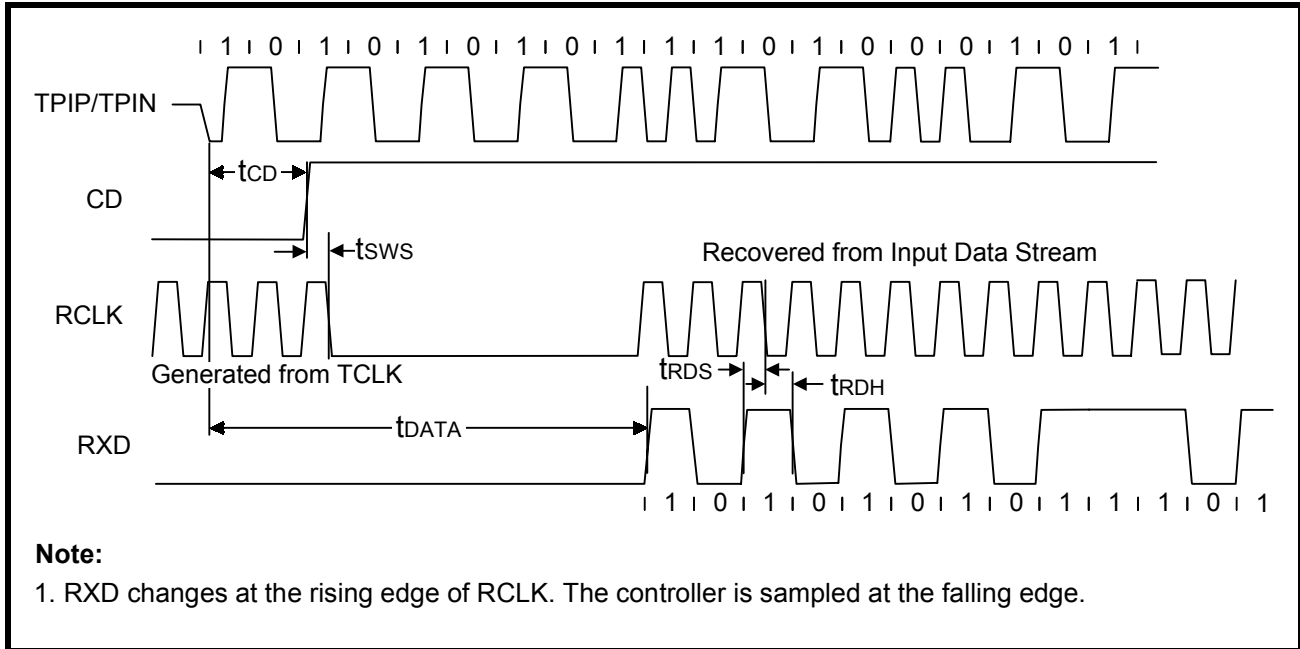 1 0 1 0 1 0 1 0 1 1 1 0 1 0 0 0 1 0 1
TPIP/TPIN
tCD
CD
tSWS
Recovered from Input Data Stream
RCLK
Generated from TCLK
tRDS
tRDH
tDATA
RXD
1 0 1 0 1 0 1 0 1 1 1 0 1
Note:
1. RXD changes at the rising edge of RCLK. The controller is sampled at the falling edge.